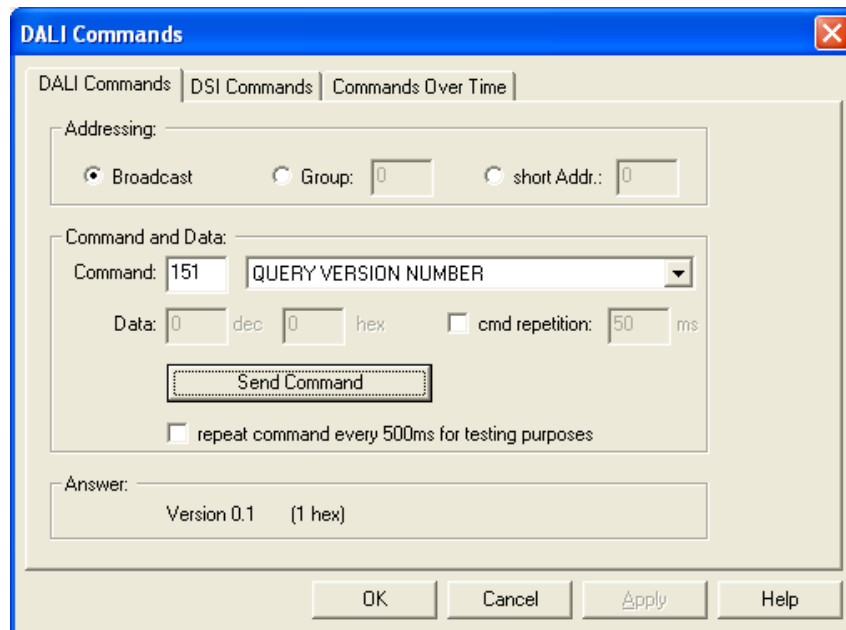 DALI Commands
DALI Commands DSI Commands Commands Over Time
Addressing:
Broadcast Group: 0 short Addr.: 0
Command and Data:
Command: 151 QUERY VERSION NUMBER
Data: 0 dec 0 hex cmd repetition: 50 ms
Send Command
repeat command every 500ms for testing purposes
Answer:
Version 0.1 (1 hex)
OK Cancel Apply Help